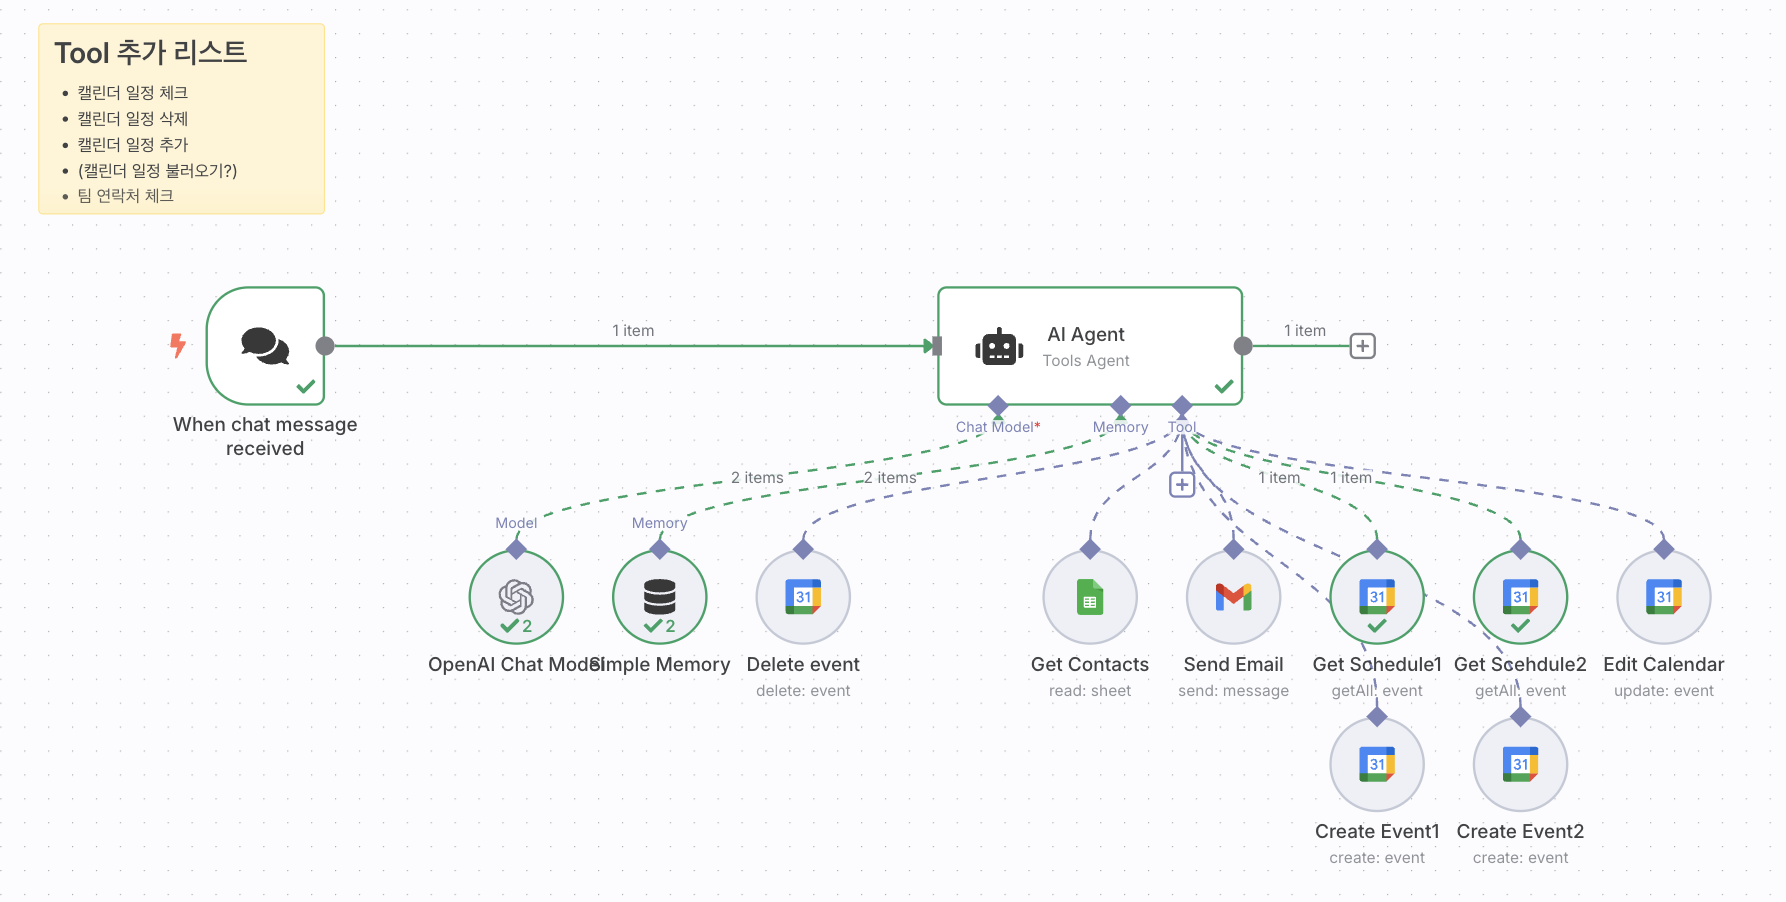 Tool 추가 리스트
캘린더 일정 체크
캘린더 일정 삭제
캘린더 일정 추가
(캘린더 일정 불러오기?)
팀 연락처 체크
When chat message
received
1 item
AI Agent
Tools Agent
1 item
Chat Model*
Memory
Tool
2 items
2 items
1 item
1 item
Model
Memory
2
2
31
31
31
31
OpenAI Chat Model
Simple Memory
Delete event
delete: event
Get Contacts
read: sheet
Send Email
send: message
Get Schedule1
getAll: event
Get Scehdule2
getAll: event
Edit Calendar
update: event
31
31
Create Event1
create: event
Create Event2
create: event